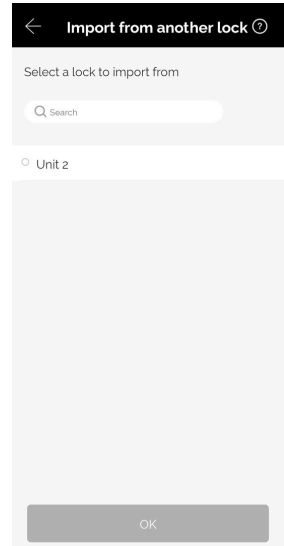 Import from another lock ?
Select a lock to import from
Search
Unit 2
OK